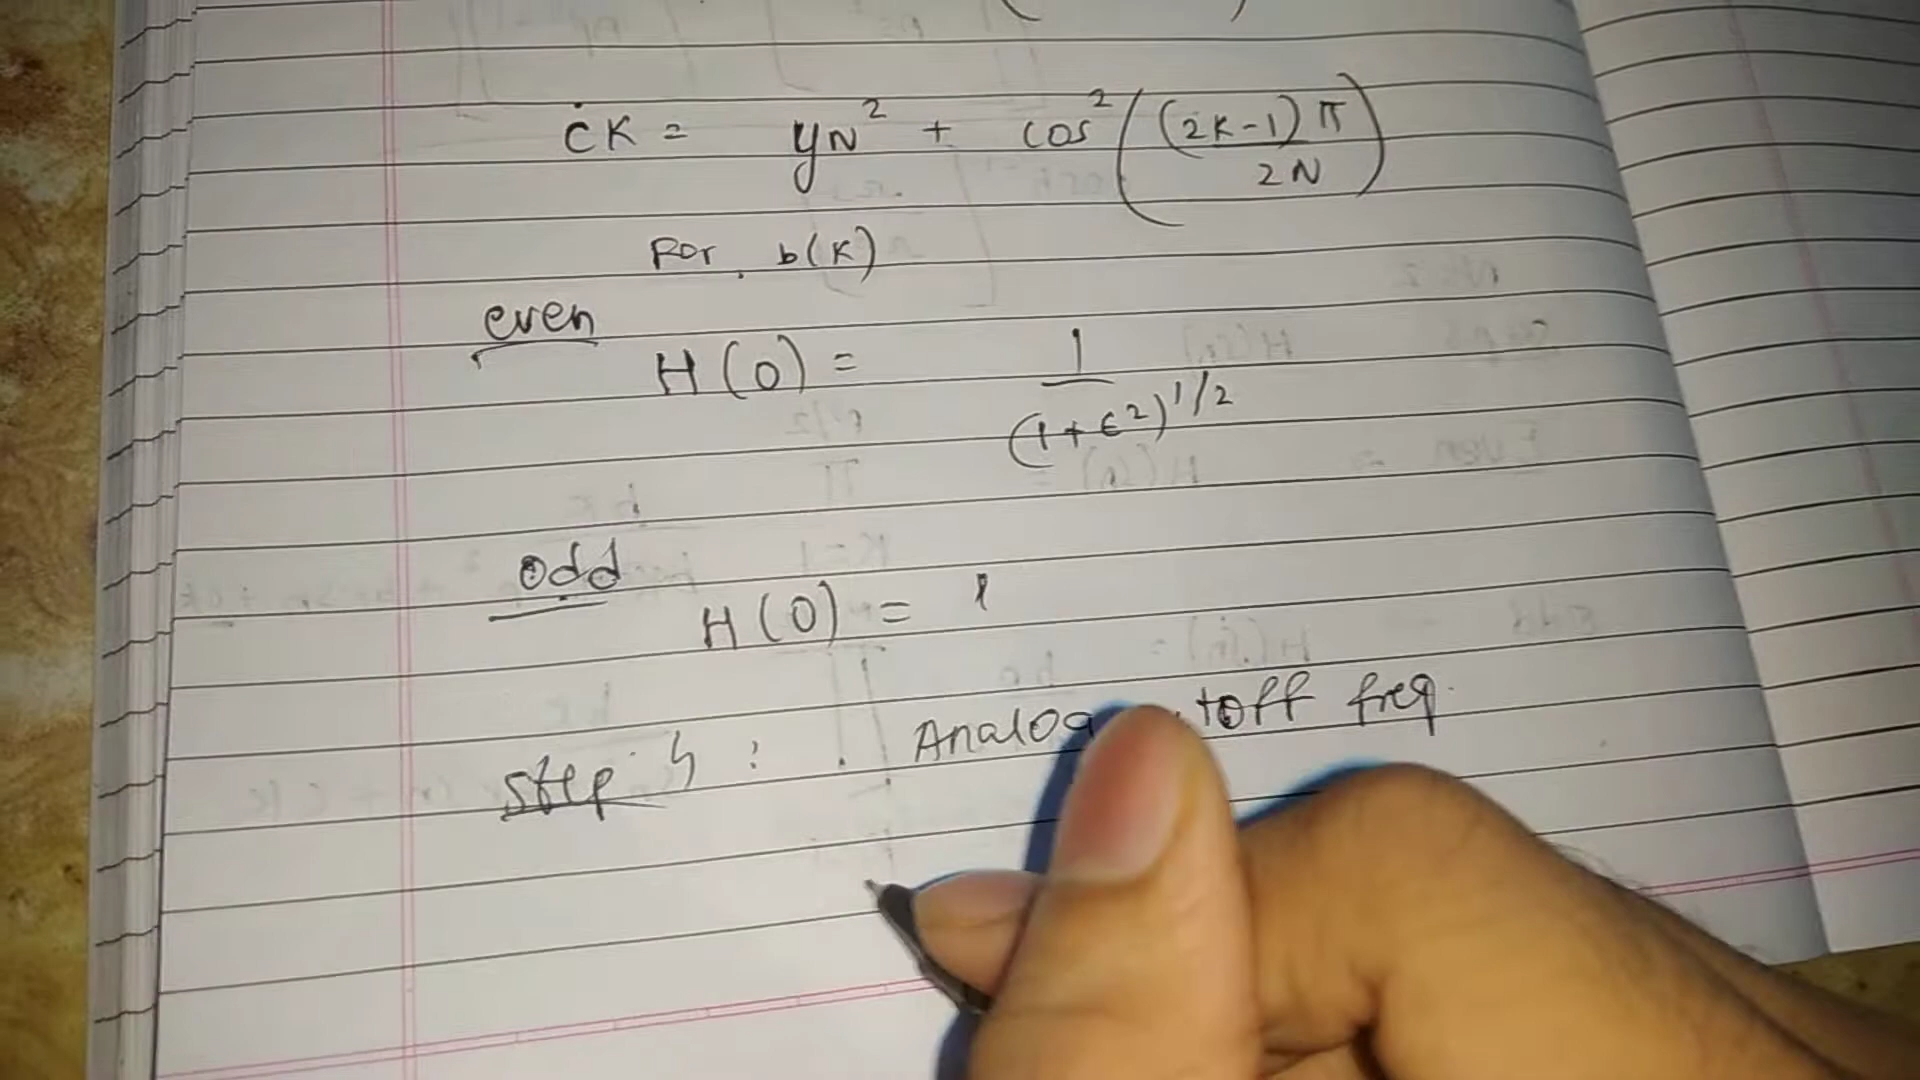 CK = yN² + cos² ((2K-1)π / 2N)
For b(K)
even
H(0) = 1 / (1+ε²)^1/2
odd
H(0) = 1
step 5 : Analog toff freq.